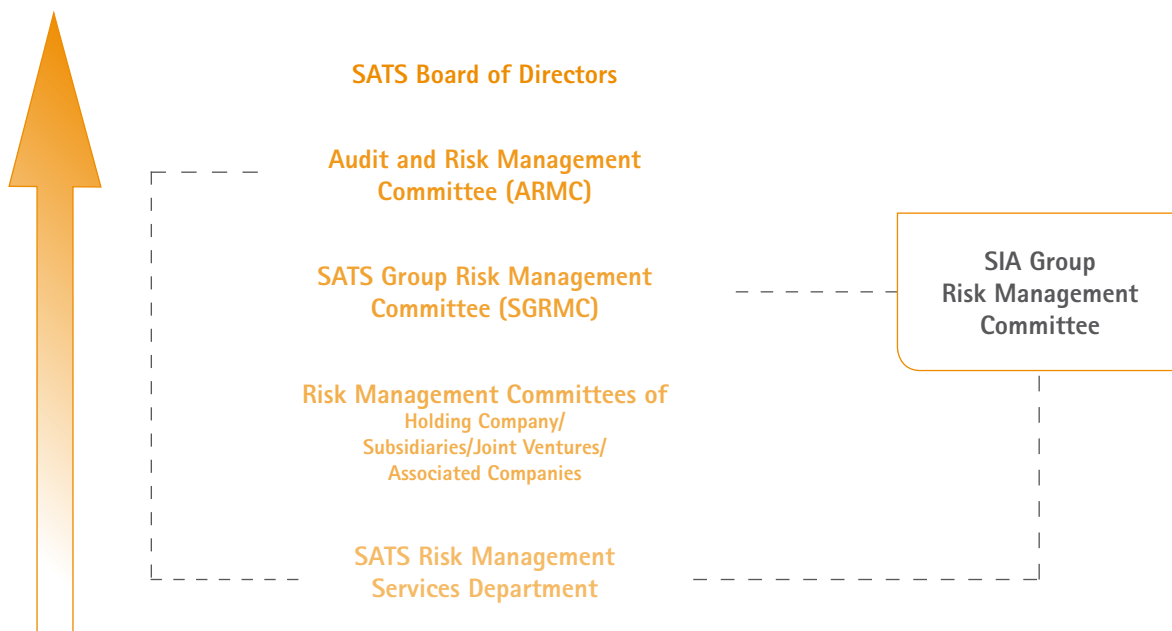 SATS Board of Directors
Audit and Risk Management
Committee (ARMC)
SATS Group Risk Management
Committee (SGRMC)
SIA Group
Risk Management
Committee
Risk Management Committees of
Holding Company/
Subsidiaries/Joint Ventures/
Associated Companies
SATS Risk Management
Services Department